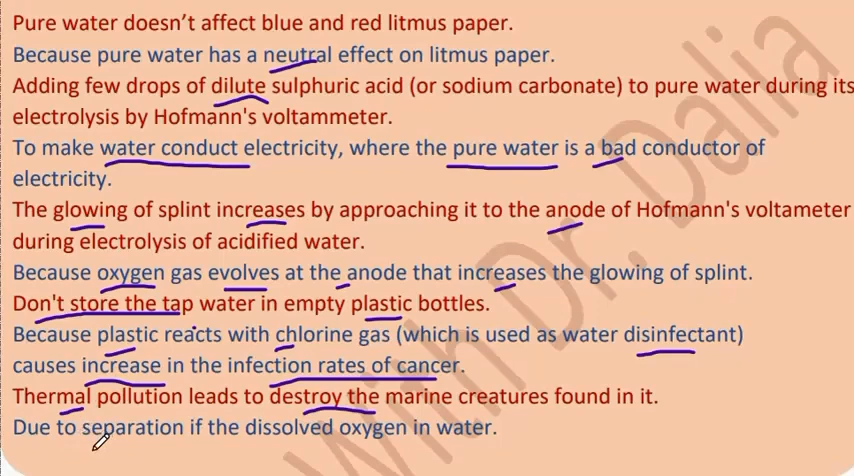 Pure water doesn’t affect blue and red litmus paper.
Because pure water has a neutral effect on litmus paper.
Adding few drops of dilute sulphuric acid (or sodium carbonate) to pure water during its
electrolysis by Hofmann's voltammeter.
To make water conduct electricity, where the pure water is a bad conductor of
electricity.
The glowing of splint increases by approaching it to the anode of Hofmann's voltameter
during electrolysis of acidified water.
Because oxygen gas evolves at the anode that increases the glowing of splint.
Don't store the tap water in empty plastic bottles.
Because plastic reacts with chlorine gas (which is used as water disinfectant)
causes increase in the infection rates of cancer.
Thermal pollution leads to destroy the marine creatures found in it.
Due to separation if the dissolved oxygen in water.
With Dr. Dalia